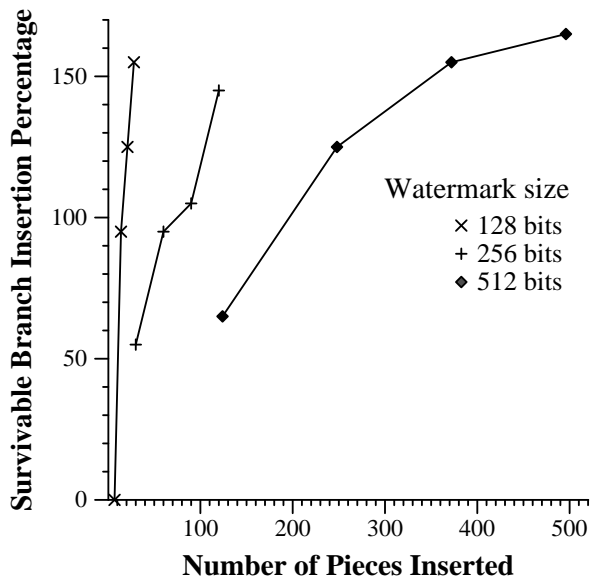 Survivable Branch Insertion Percentage
150
100
50
0
Watermark size
128 bits
256 bits
512 bits
100
200
300
400
500
Number of Pieces Inserted